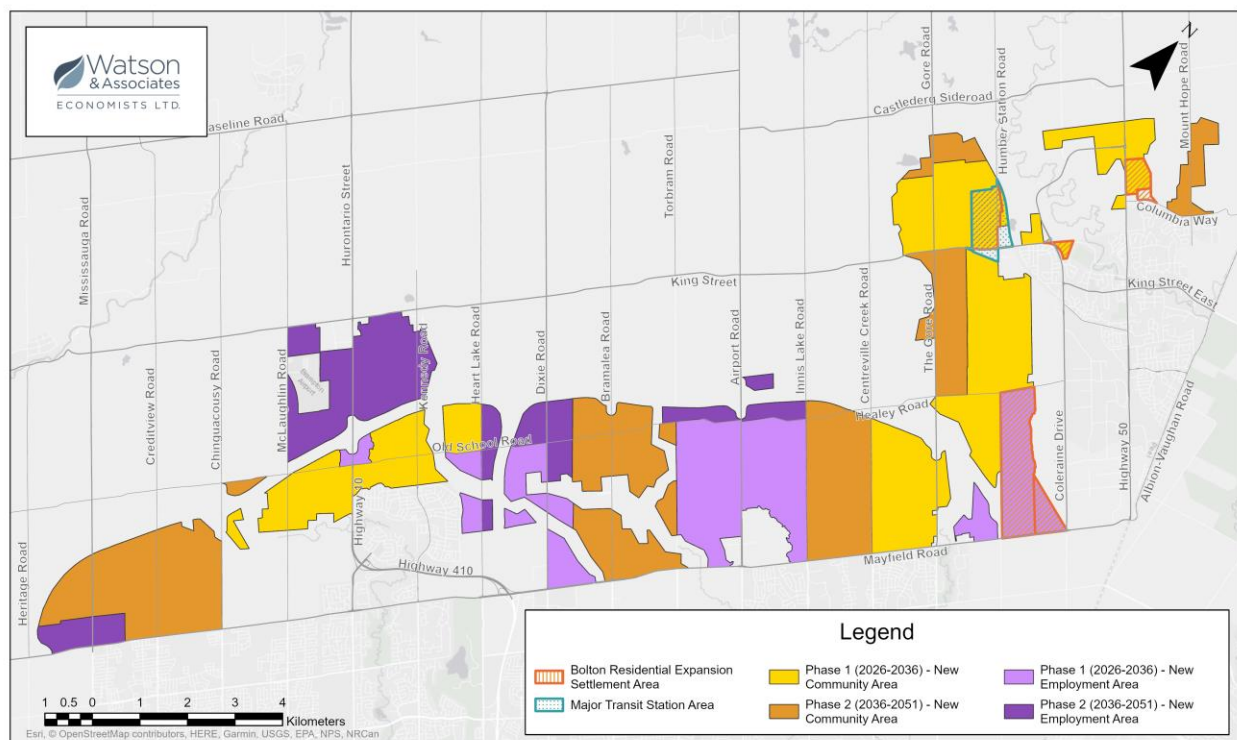 Watson
& Associates
ECONOMISTS LTD.
N
Gore Road
Humber Station Road
Mount Hope Road
Castlederg Sideroad
aseline Road
Mississauga Road
Hurontario Street
Torbram Road
Columbia Way
King Street
King Street East
Creditview Road
Chinguacousy Road
McLaughlin Road
Brampton
Airport
Kennedy Road
Heart Lake Road
Dixie Road
Bramalea Road
Airport Road
Innis Lake Road
Centreville Creek Road
The Gore Road
Healey Road
Old School Road
Coleraine Drive
Highway 50
Albion-Vaughan Road
Heritage Road
Highway 10
Highway 410
Mayfield Road
Legend
Bolton Residential Expansion
Settlement Area
Major Transit Station Area
Phase 1 (2026-2036) - New
Community Area
Phase 2 (2036-2051) - New
Community Area
Phase 1 (2026-2036) - New
Employment Area
Phase 2 (2036-2051) - New
Employment Area
1 0.5 0 1 2 3 4
Kilometers
Esri, © OpenStreetMap contributors, HERE, Garmin, USGS, EPA, NPS, NRCan